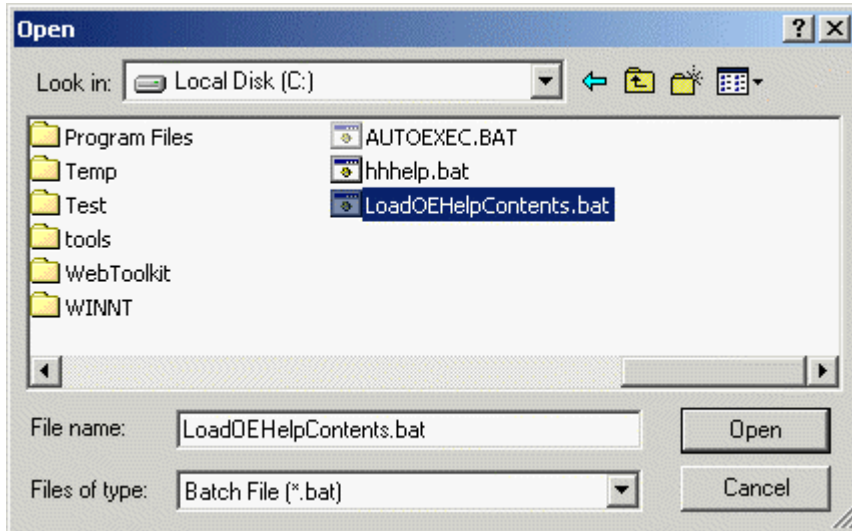 Open
Look in: Local Disk (C:)
Program Files AUTOEXEC.BAT
Temp hhhelp.bat
Test LoadOEHelpContents.bat
tools
WebToolkit
WINNT
File name: LoadOEHelpContents.bat Open
Files of type: Batch File (*.bat) Cancel